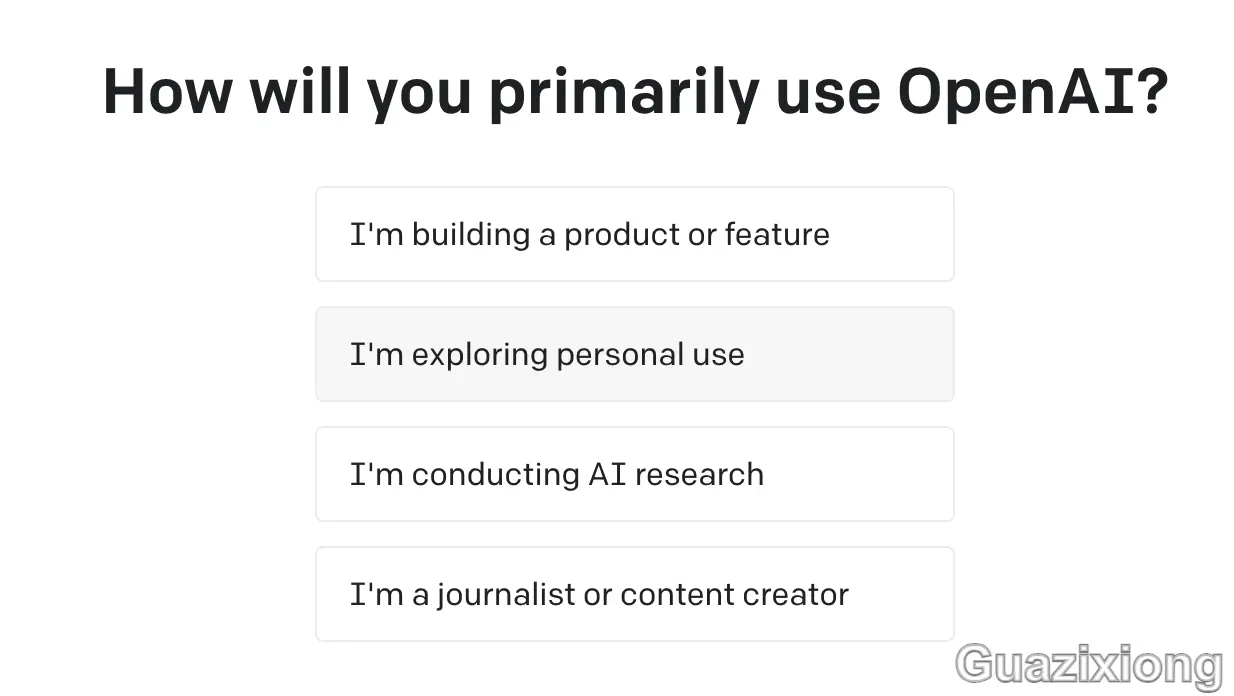 How will you primarily use OpenAI?
I'm building a product or feature
I'm exploring personal use
I'm conducting AI research
I'm a journalist or content creator
Guazixiong